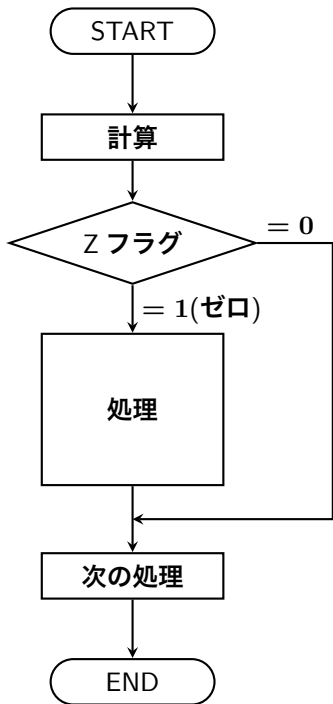 START
計算
Z フラグ
= 0
= 1(ゼロ)
処理
次の処理
END